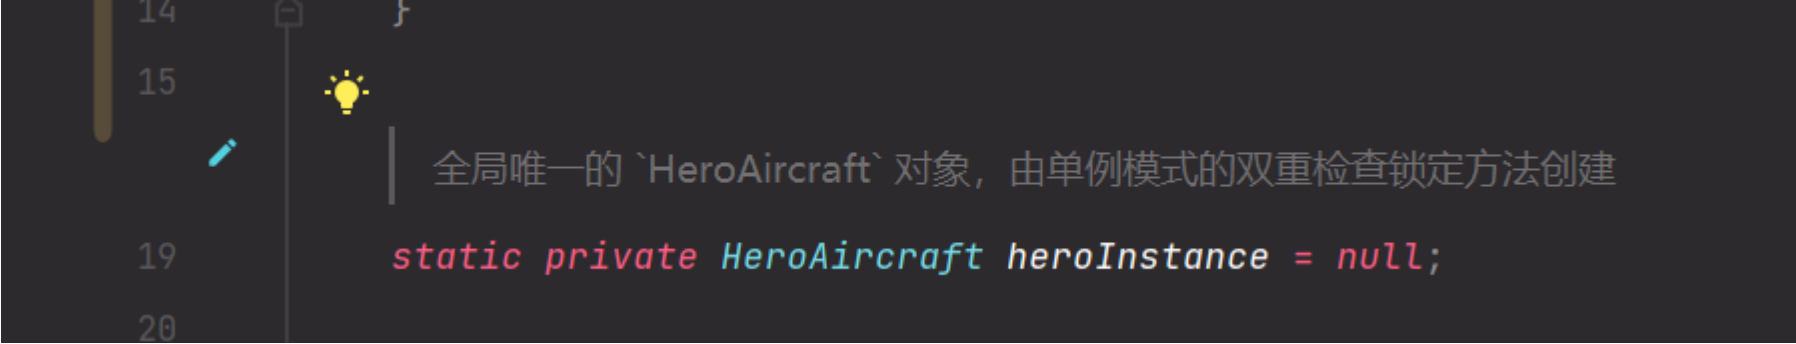 14 }
15
全局唯一的 `HeroAircraft` 对象，由单例模式的双重检查锁定方法创建
19 static private HeroAircraft heroInstance = null;
20